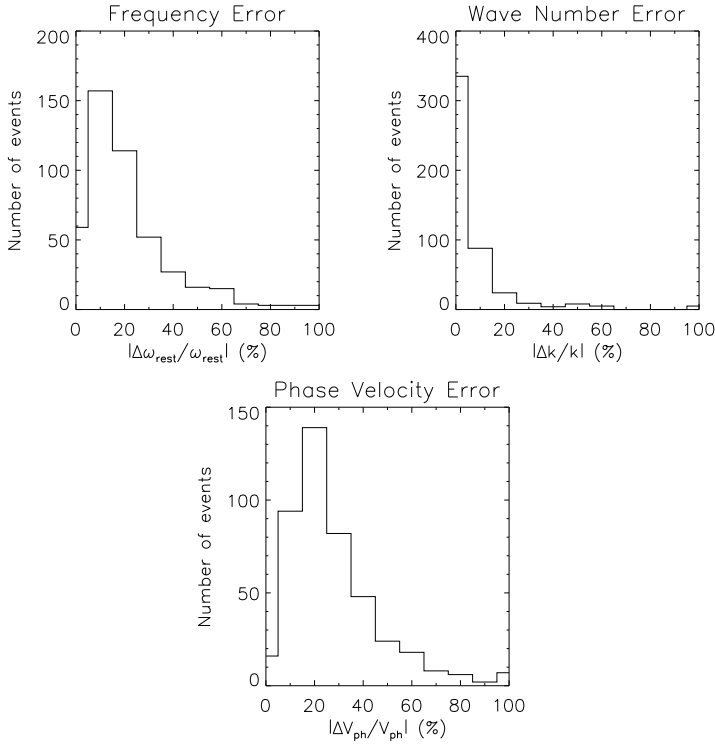 Frequency Error
Number of events
200
150
100
50
0
0 20 40 60 80 100
|Δω_rest/ω_rest| (%)
Wave Number Error
Number of events
400
300
200
100
0
0 20 40 60 80 100
|Δk/k| (%)
Phase Velocity Error
Number of events
150
100
50
0
0 20 40 60 80 100
|ΔV_ph/V_ph| (%)